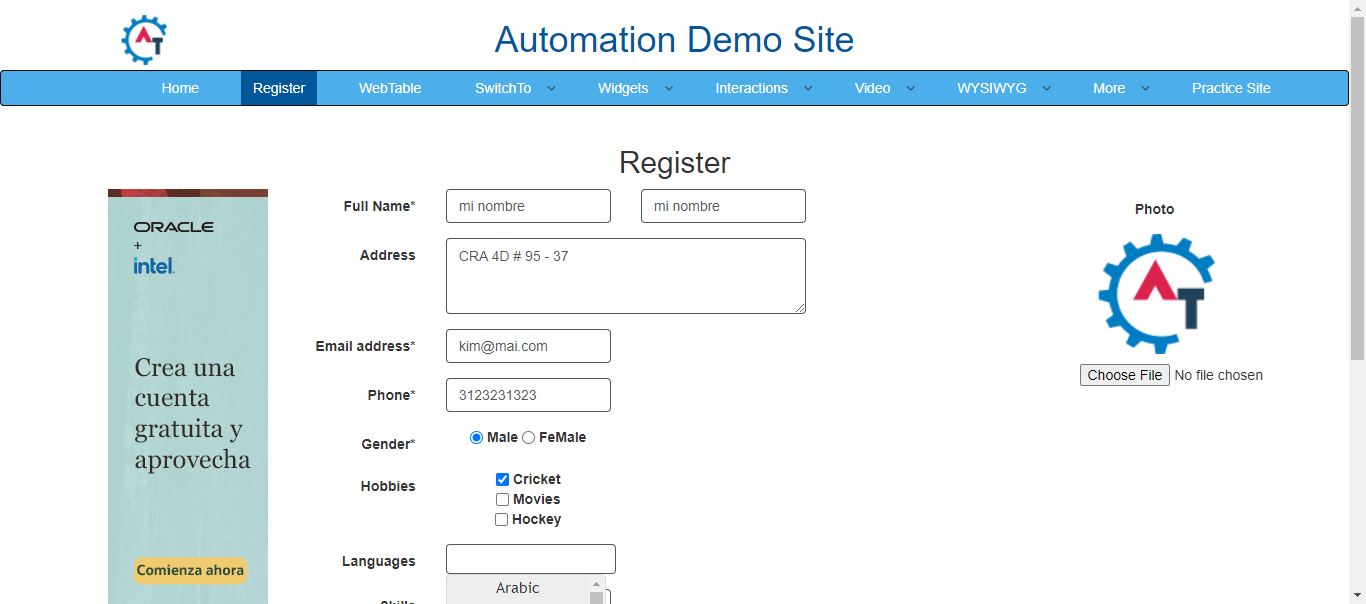 AT
Automation Demo Site
Home Register WebTable SwitchTo Widgets Interactions Video WYSIWYG More Practice Site
Register
ORACLE
+
intel.
Crea una
cuenta
gratuita y
aprovecha
Comienza ahora
Full Name* mi nombre mi nombre
Address CRA 4D # 95 - 37
Email address* kim@mai.com
Phone* 3123231323
Gender* Male FeMale
Hobbies Cricket
Movies
Hockey
Languages
Arabic
Skills
Photo
AT
Choose File No file chosen